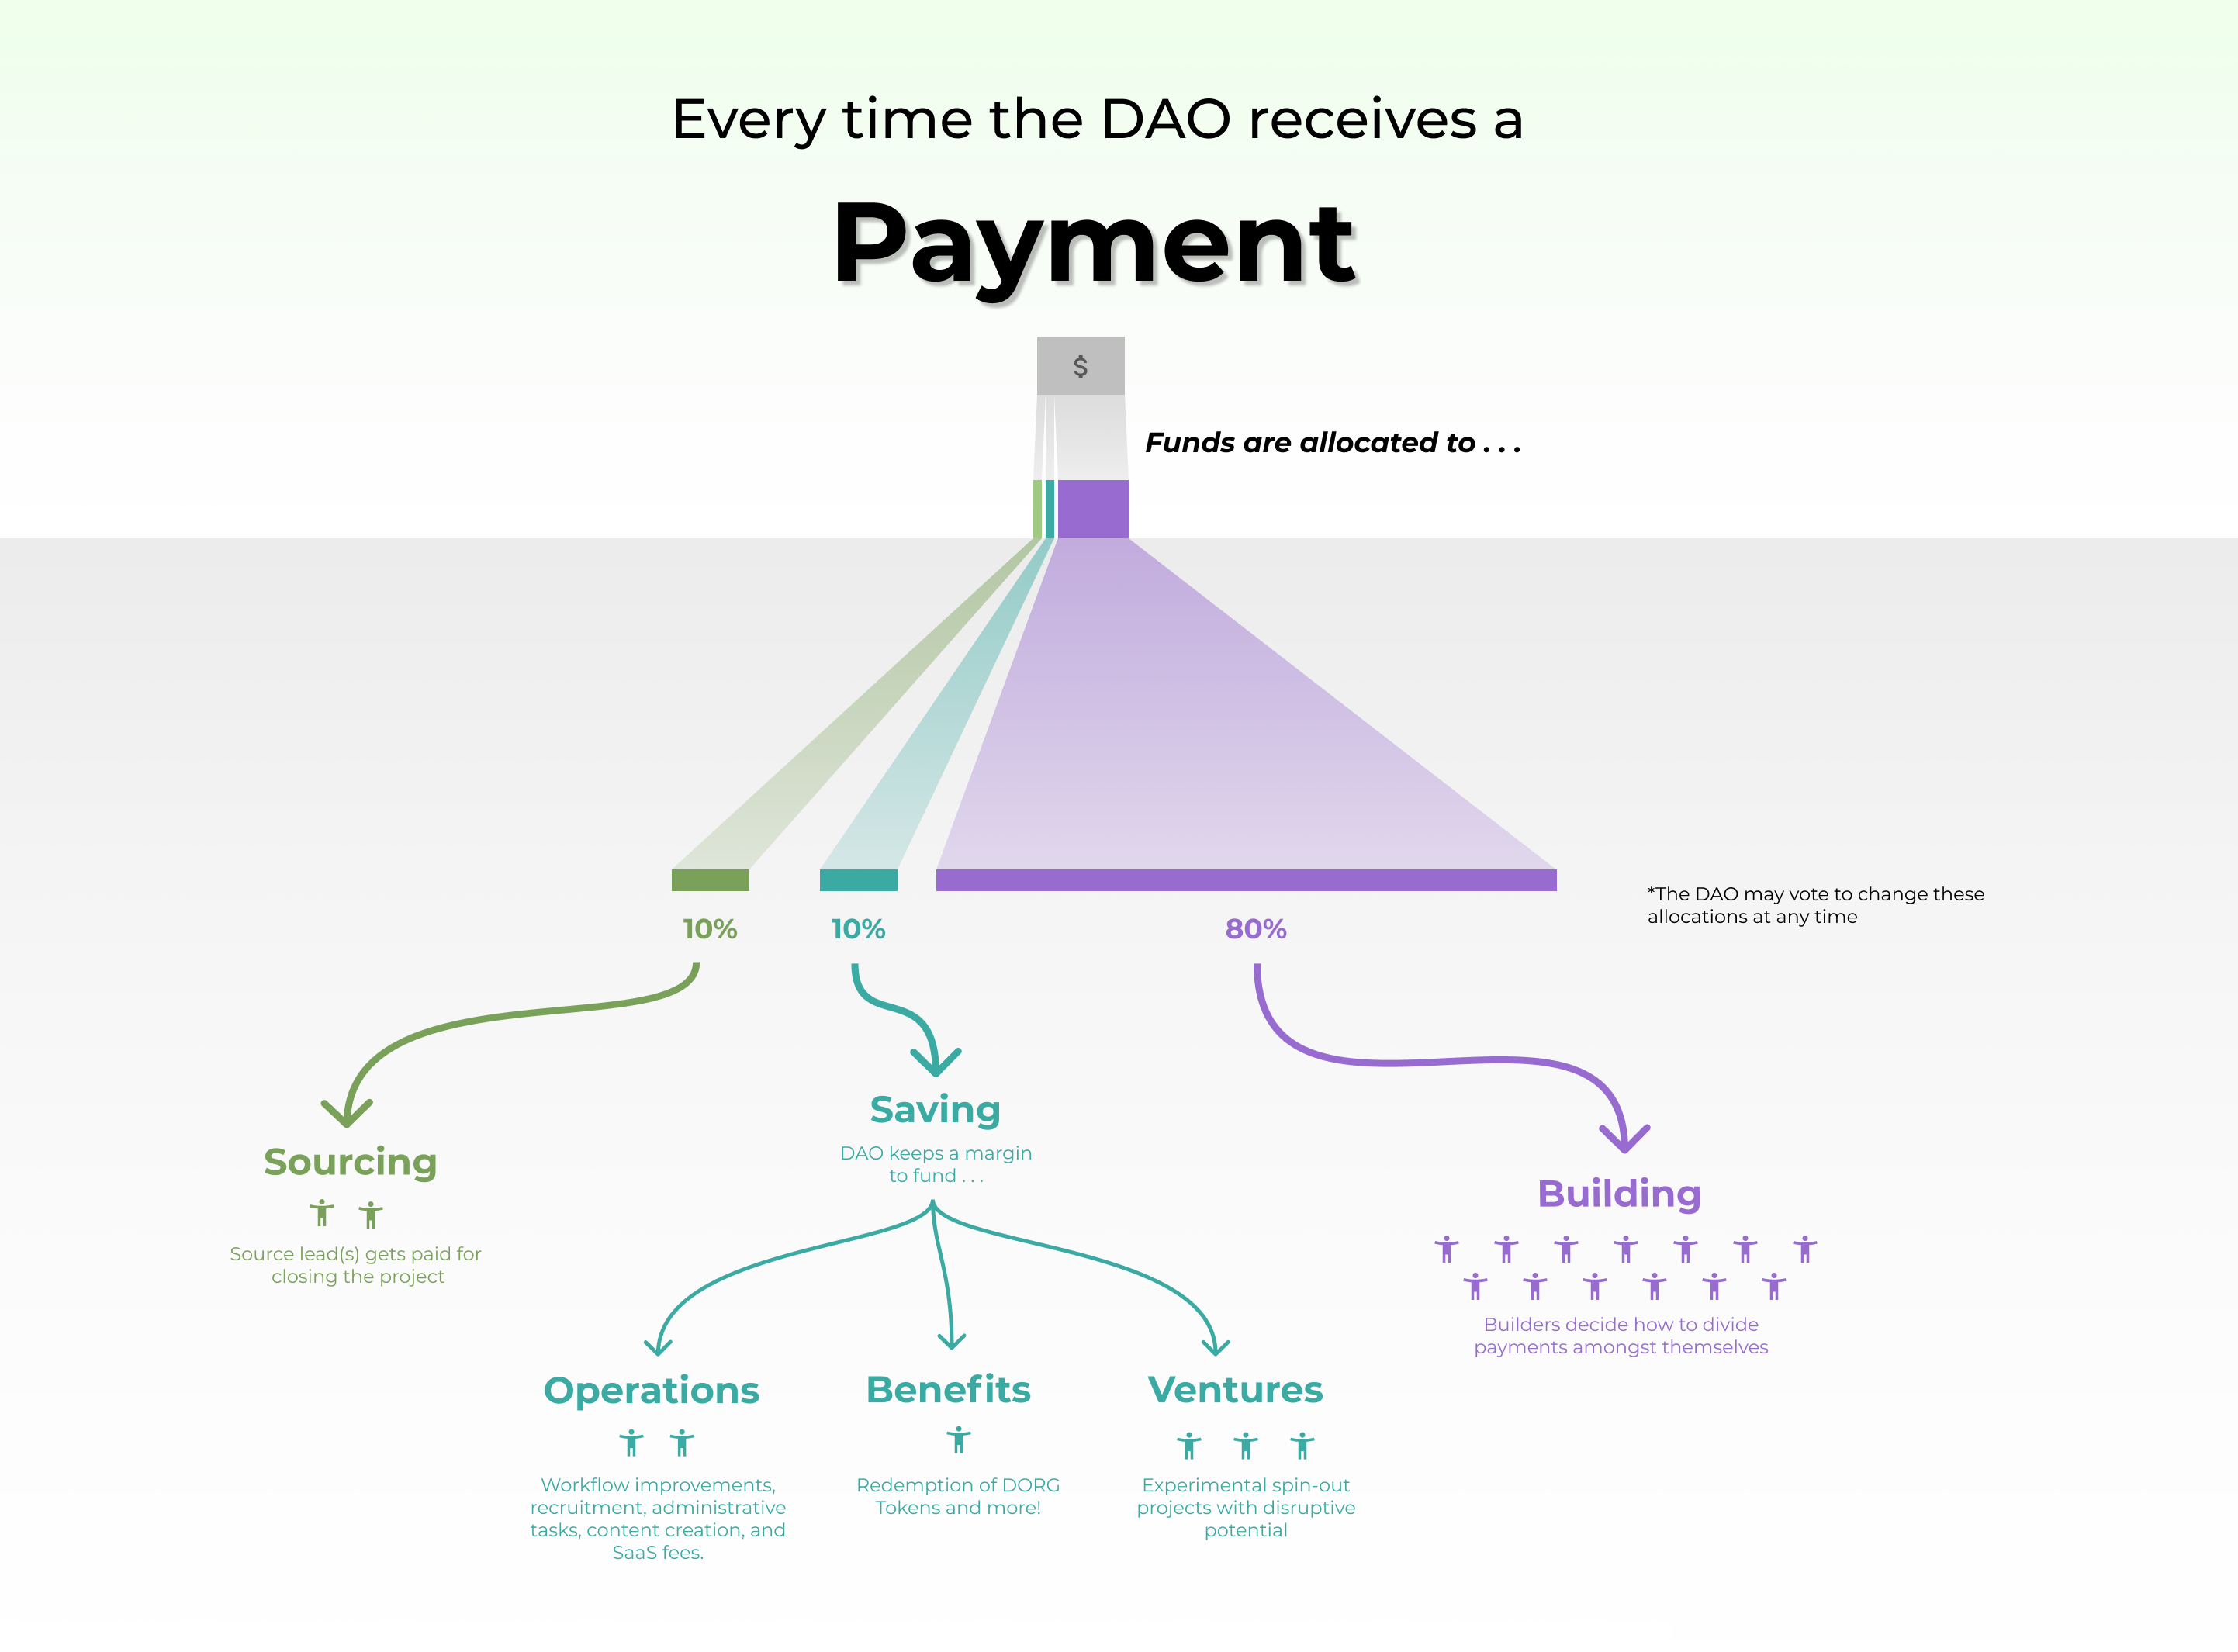 Every time the DAO receives a
Payment
$
Funds are allocated to . . .
*The DAO may vote to change these
allocations at any time
10%
10%
80%
Sourcing
Source lead(s) gets paid for
closing the project
Saving
DAO keeps a margin
to fund . . .
Building
Builders decide how to divide
payments amongst themselves
Operations
Workflow improvements,
recruitment, administrative
tasks, content creation, and
SaaS fees.
Benefits
Redemption of DORG
Tokens and more!
Ventures
Experimental spin-out
projects with disruptive
potential